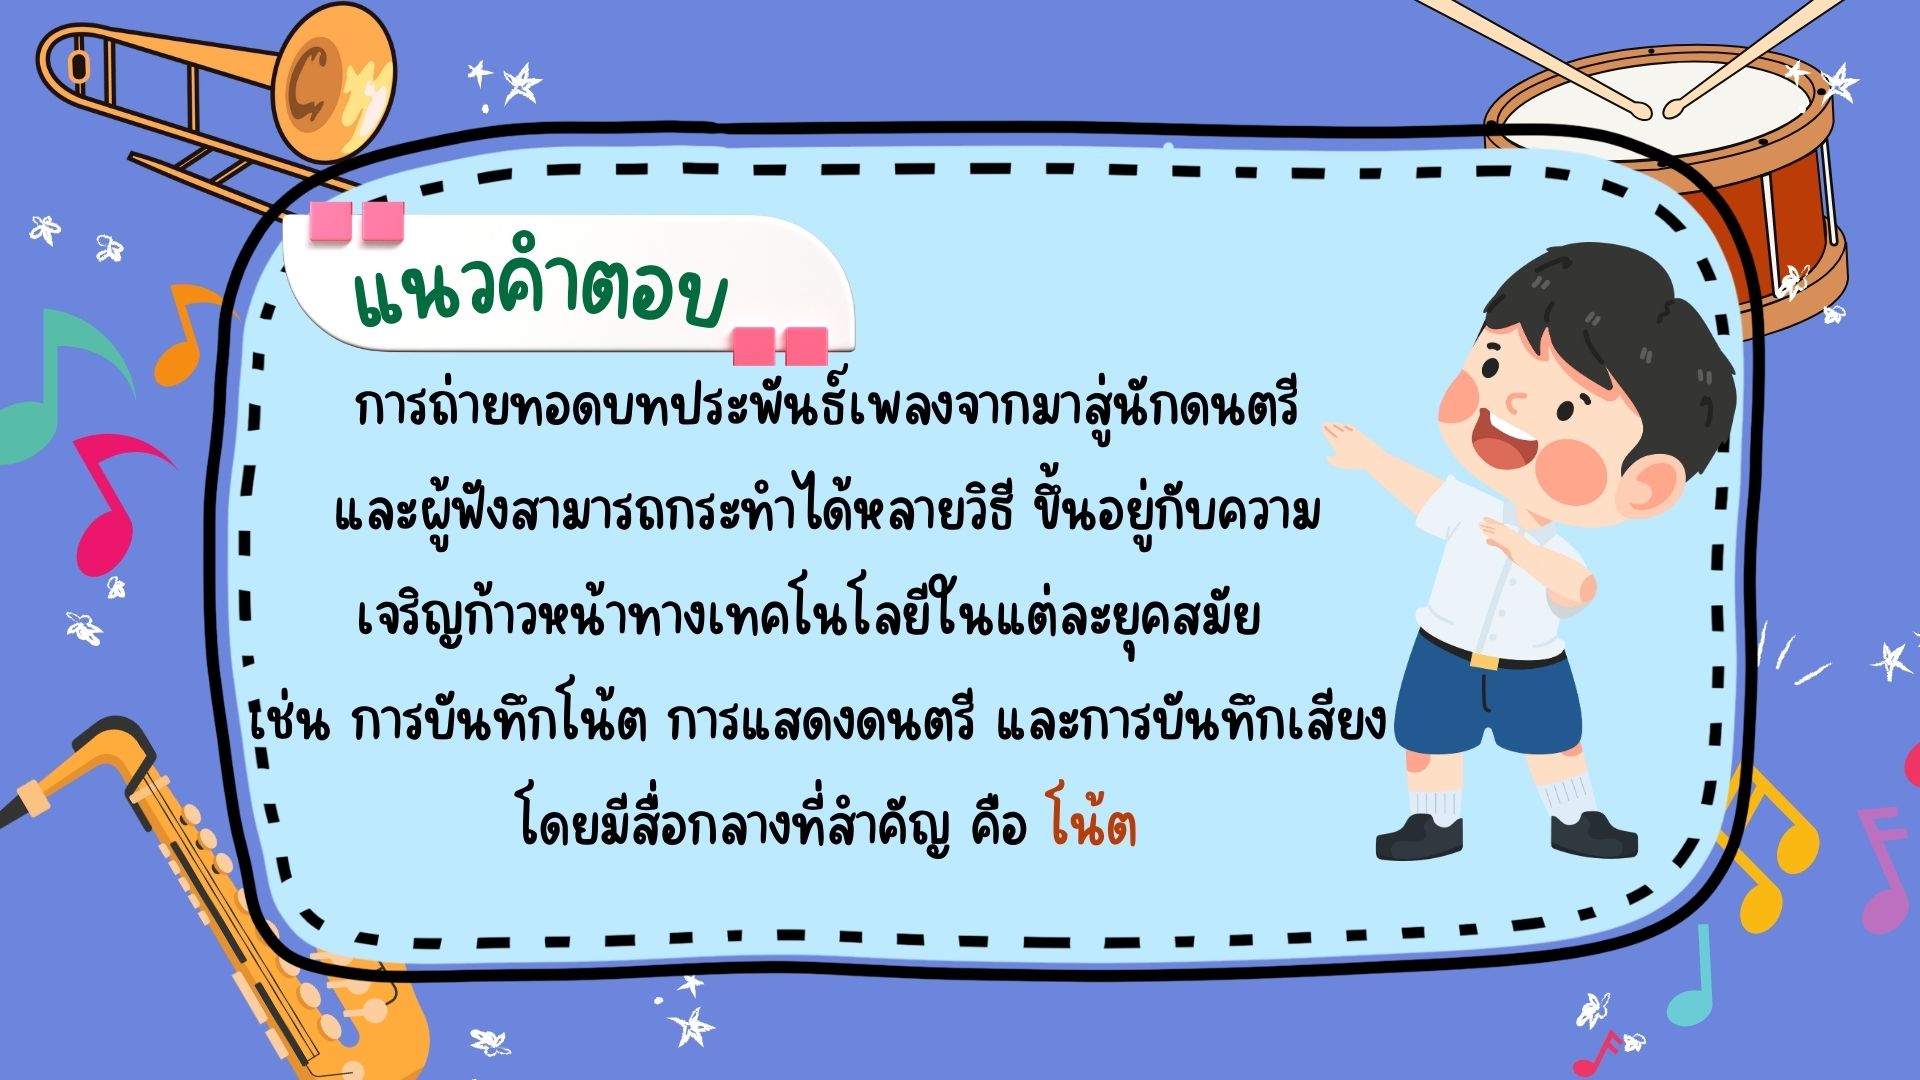 แนวคำตอบ
การถ่ายทอดบทประพันธ์เพลงจากมาสู่นักดนตรี
และผู้ฟังสามารถกระทำได้หลายวิธี ขึ้นอยู่กับความ
เจริญก้าวหน้าทางเทคโนโลยีในแต่ละยุคสมัย
เช่น การบันทึกโน้ต การแสดงดนตรี และการบันทึกเสียง
โดยมีสื่อกลางที่สำคัญ คือ โน้ต